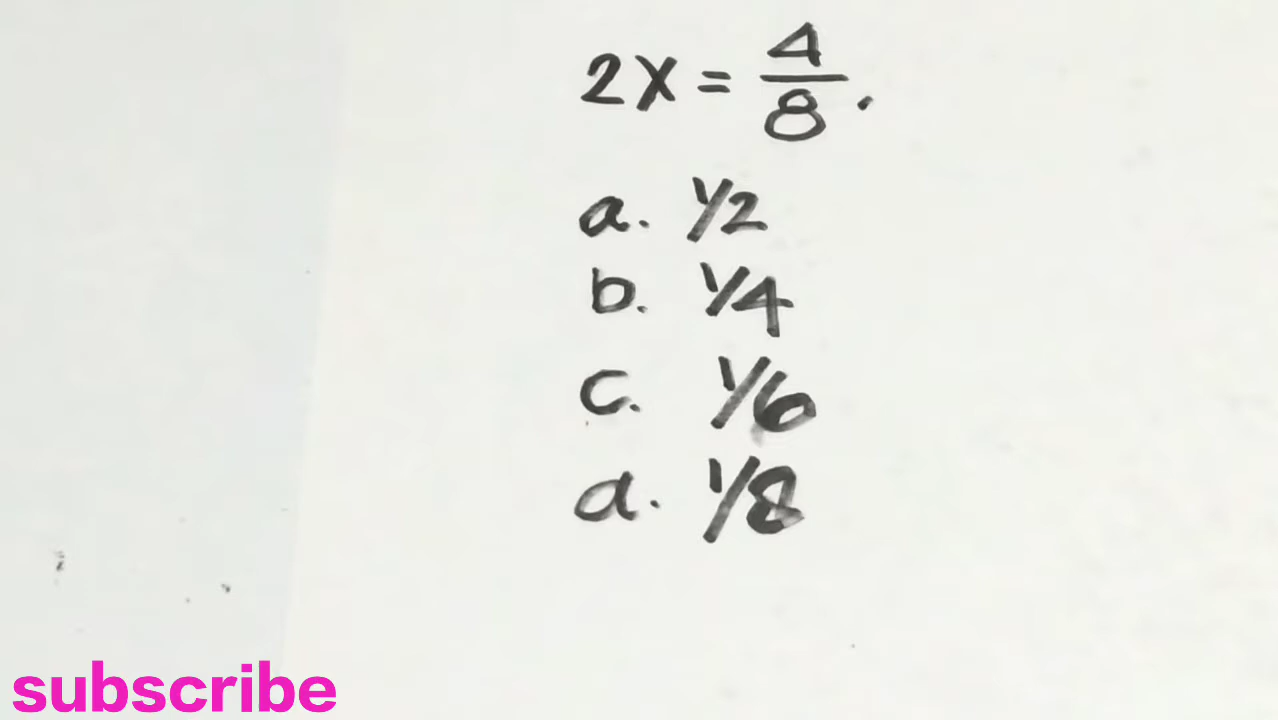 2X = 4/8.
a. 1/2
b. 1/4
c. 1/6
d. 1/8
subscribe